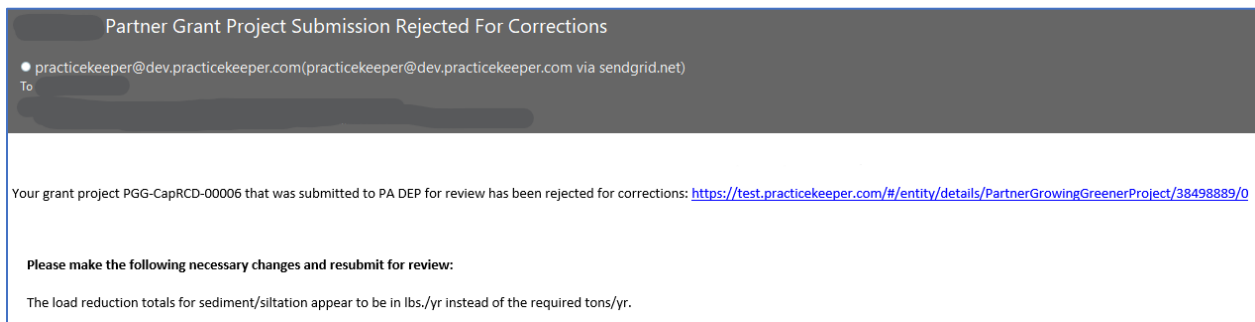 Partner Grant Project Submission Rejected For Corrections
practicekeeper@dev.practicekeeper.com(practicekeeper@dev.practicekeeper.com via sendgrid.net)
To
Your grant project PGG-CapRCD-00006 that was submitted to PA DEP for review has been rejected for corrections: https://test.practicekeeper.com/#/entity/details/PartnerGrowingGreenerProject/38498889/0
Please make the following necessary changes and resubmit for review:
The load reduction totals for sediment/siltation appear to be in lbs./yr instead of the required tons/yr.